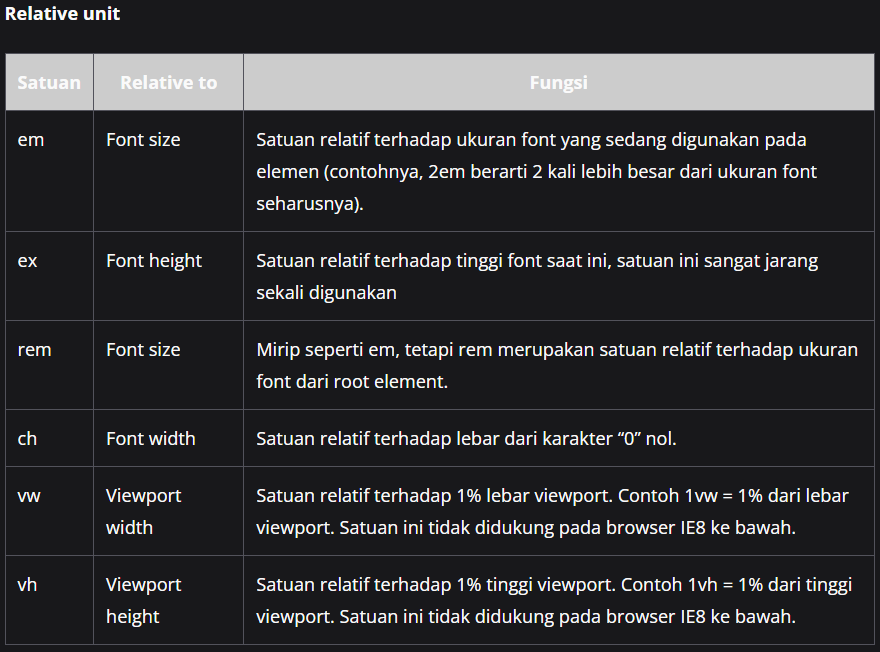 Relative unit
Satuan Relative to Fungsi
em Font size Satuan relatif terhadap ukuran font yang sedang digunakan pada
elemen (contohnya, 2em berarti 2 kali lebih besar dari ukuran font
seharusnya).
ex Font height Satuan relatif terhadap tinggi font saat ini, satuan ini sangat jarang
sekali digunakan
rem Font size Mirip seperti em, tetapi rem merupakan satuan relatif terhadap ukuran
font dari root element.
ch Font width Satuan relatif terhadap lebar dari karakter “0” nol.
vw Viewport Satuan relatif terhadap 1% lebar viewport. Contoh 1vw = 1% dari lebar
width viewport. Satuan ini tidak didukung pada browser IE8 ke bawah.
vh Viewport Satuan relatif terhadap 1% tinggi viewport. Contoh 1vh = 1% dari tinggi
height viewport. Satuan ini tidak didukung pada browser IE8 ke bawah.